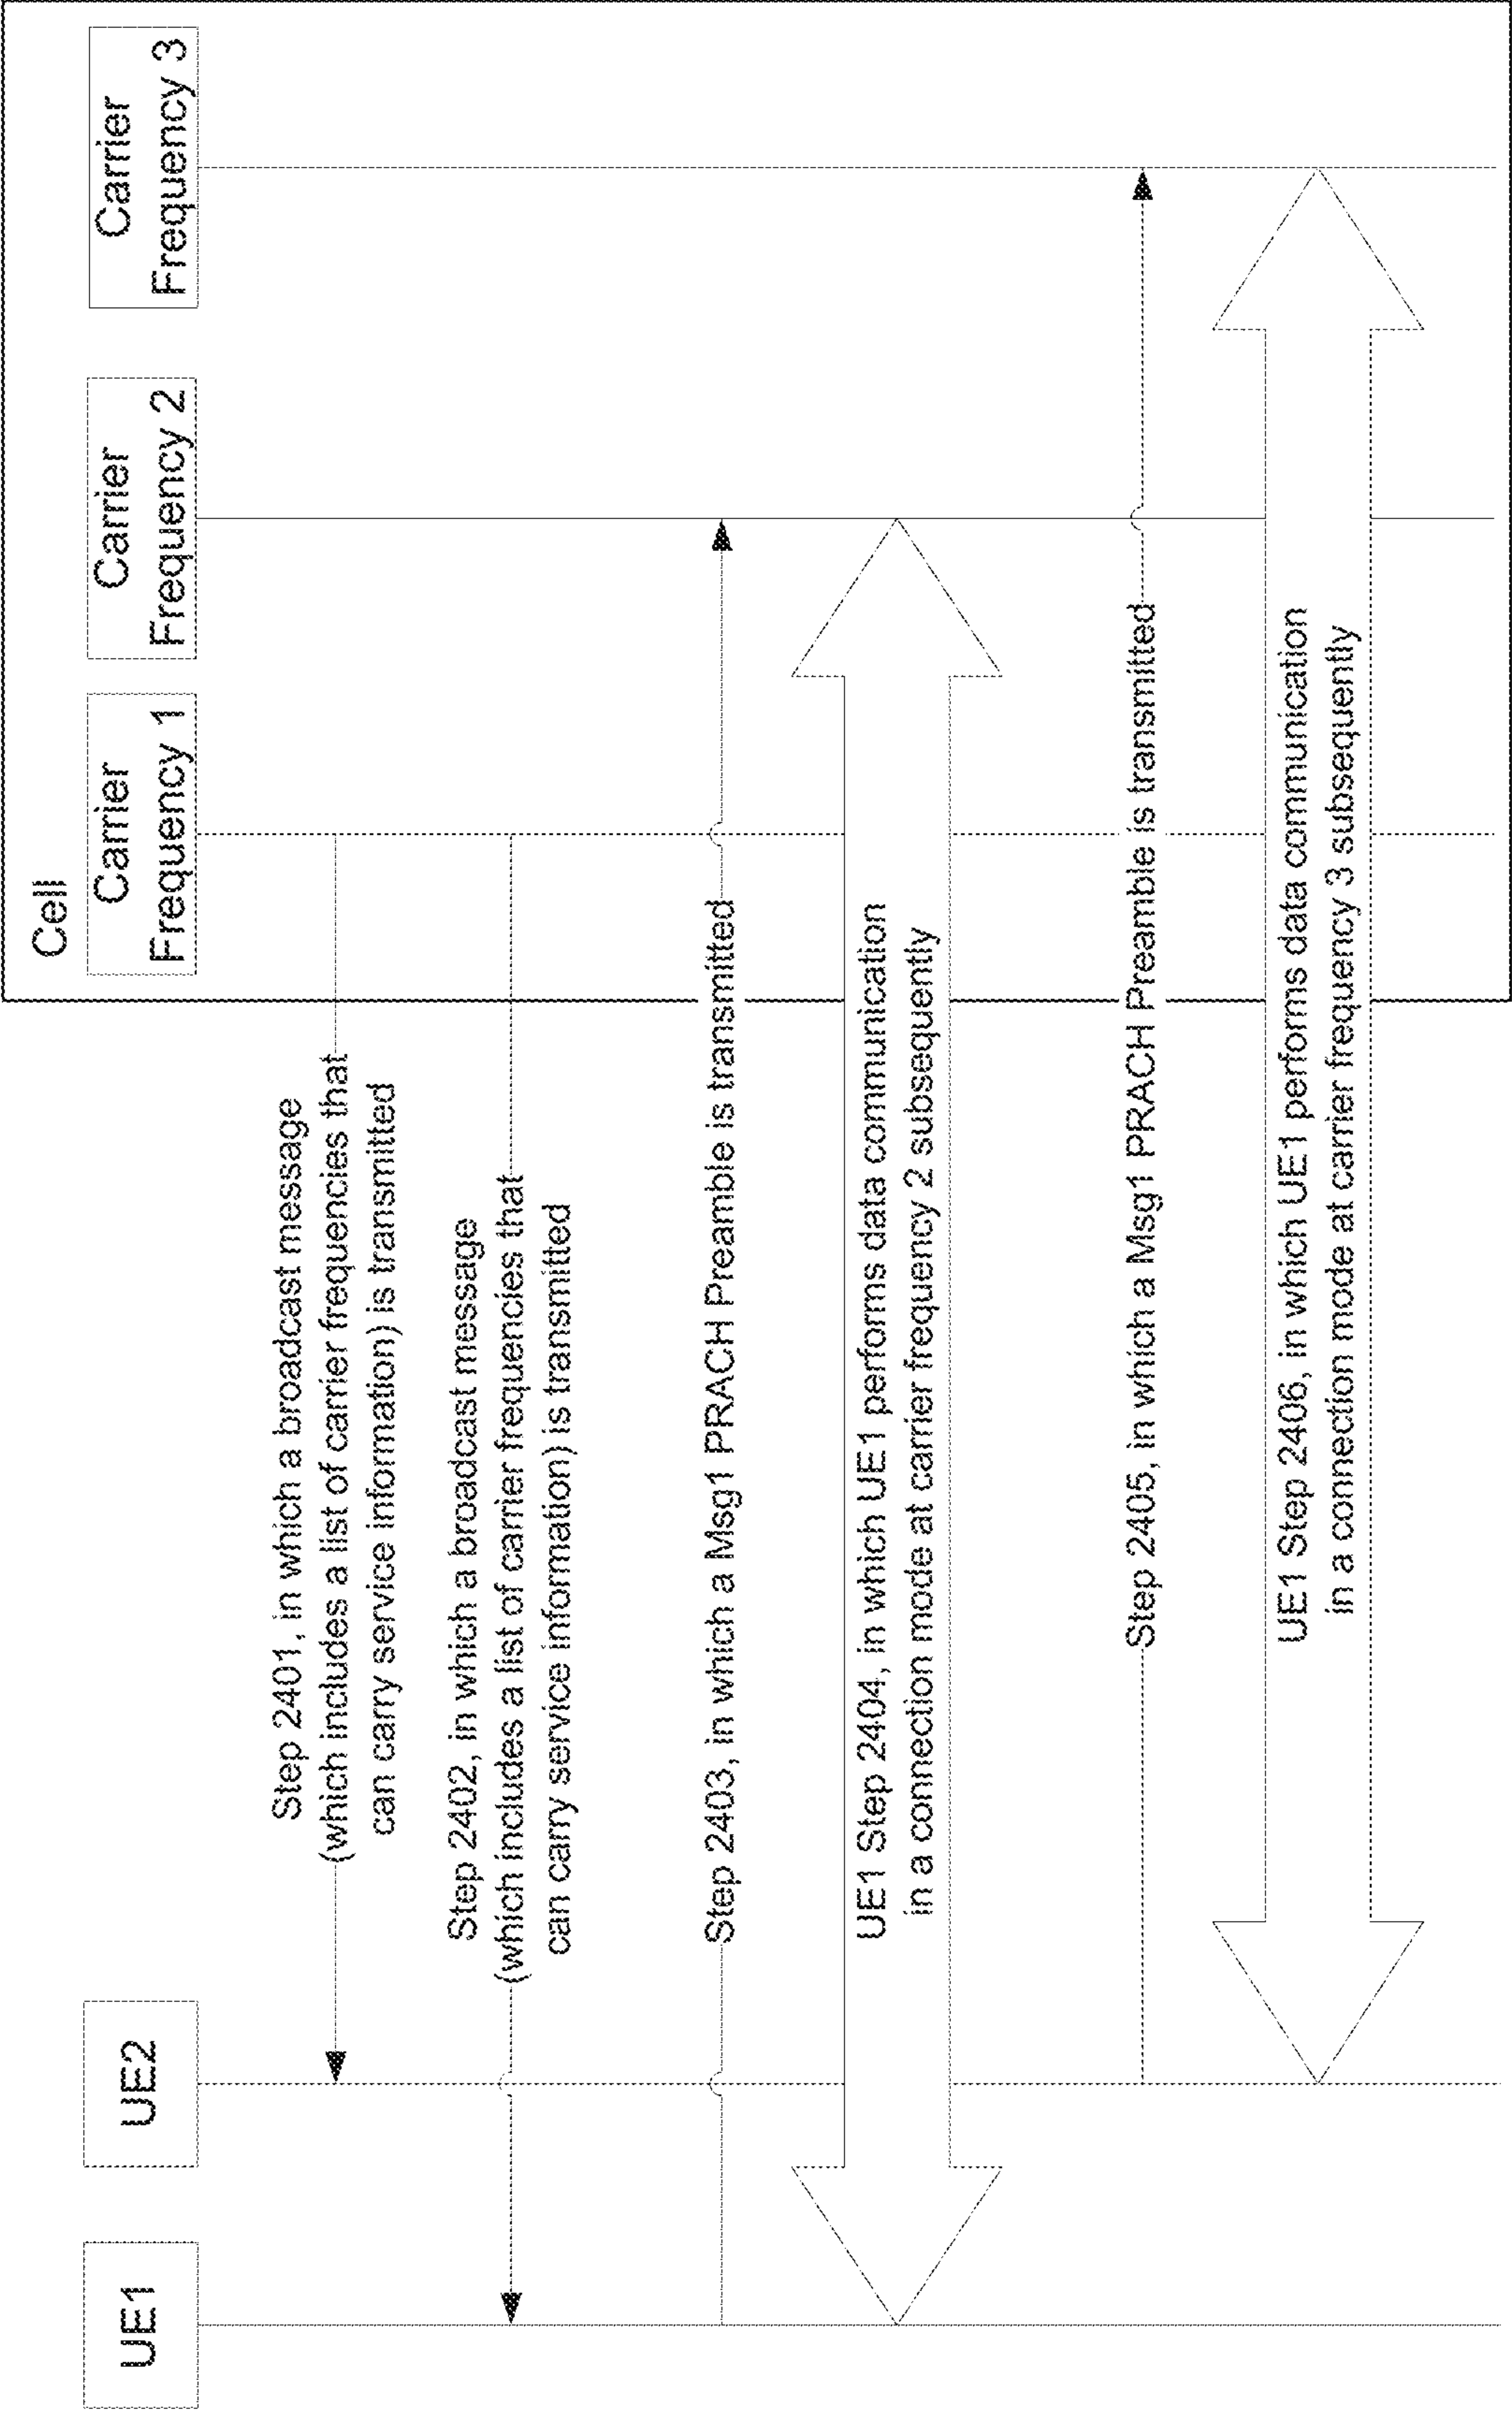 Cell
UE1
UE2
Carrier
Frequency 1
Carrier
Frequency 2
Carrier
Frequency 3
Step 2401, in which a broadcast message
(which includes a list of carrier frequencies that
can carry service information) is transmitted
Step 2402, in which a broadcast message
(which includes a list of carrier frequencies that
can carry service information) is transmitted
Step 2403, in which a Msg1 PRACH Preamble is transmitted
UE1 Step 2404, in which UE1 performs data communication
in a connection mode at carrier frequency 2 subsequently
Step 2405, in which a Msg1 PRACH Preamble is transmitted
UE1 Step 2406, in which UE1 performs data communication
in a connection mode at carrier frequency 3 subsequently